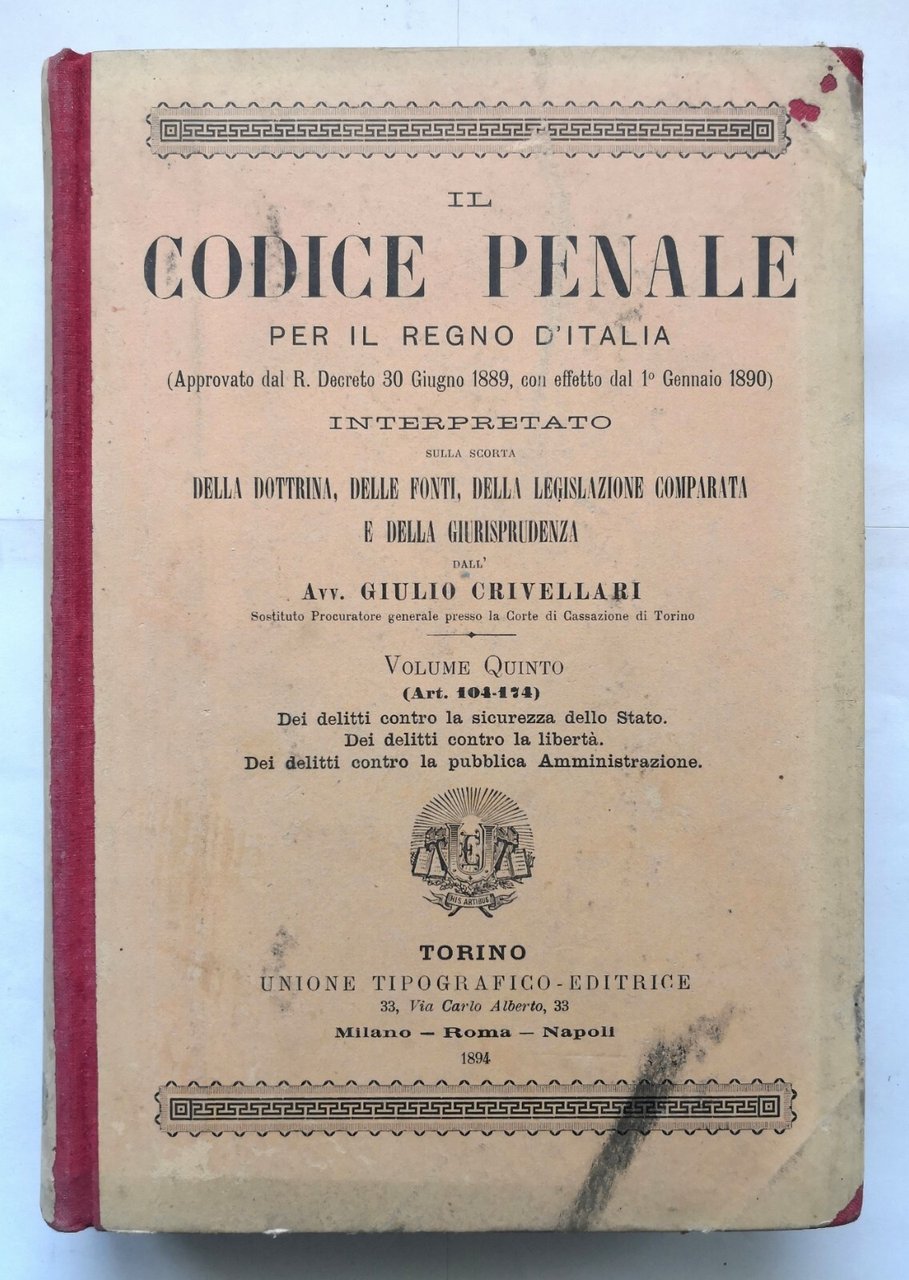 IL
CODICE PENALE
PER IL REGNO D'ITALIA
(Approvato dal R. Decreto 30 Giugno 1889, con effetto dal 1º Gennaio 1890)
INTERPRETATO
SULLA SCORTA
DELLA DOTTRINA, DELLE FONTI, DELLA LEGISLAZIONE COMPARATA
E DELLA GIURISPRUDENZA
DALL'
Avv. GIULIO CRIVELLARI
Sostituto Procuratore generale presso la Corte di Cassazione di Torino
Volume Quinto
(Art. 104-174)
Dei delitti contro la sicurezza dello Stato.
Dei delitti contro la libertà.
Dei delitti contro la pubblica Amministrazione.
HIS ARTIBUS
TORINO
UNIONE TIPOGRAFICO-EDITRICE
33, Via Carlo Alberto, 33
Milano — Roma — Napoli
1894